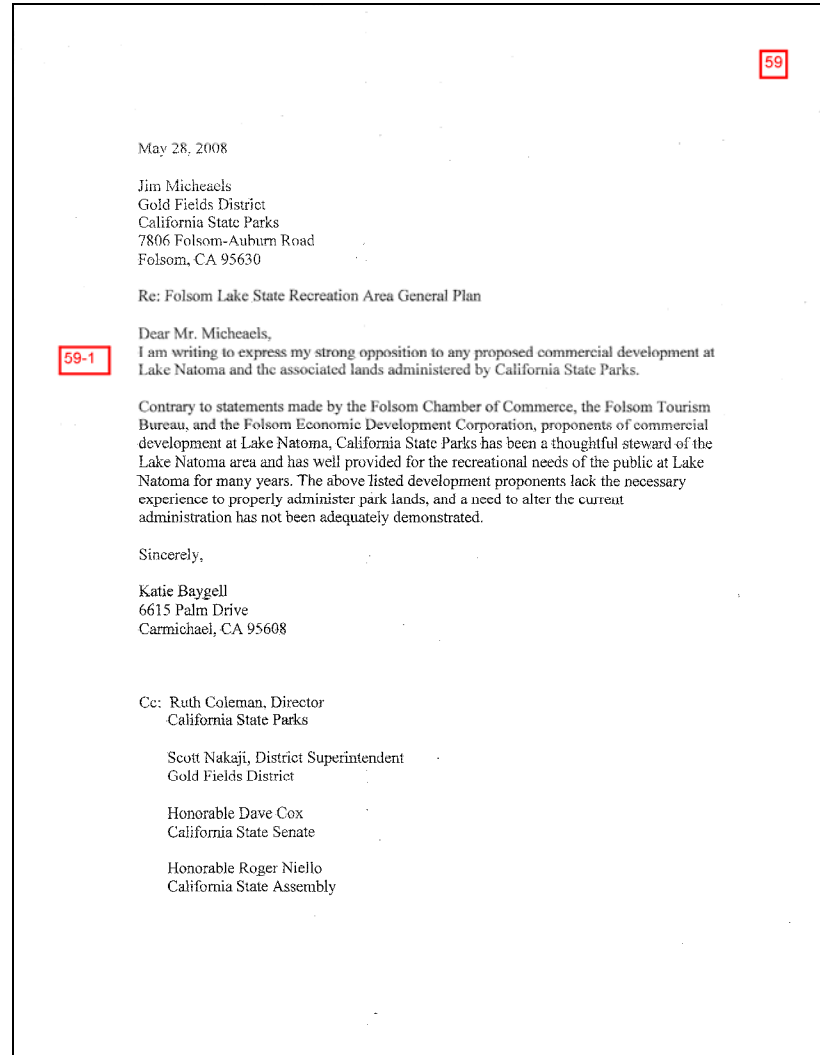 59
May 28, 2008
Jim Micheaels
Gold Fields District
California State Parks
7806 Folsom-Auburn Road
Folsom, CA 95630
Re: Folsom Lake State Recreation Area General Plan
Dear Mr. Micheaels,
59-1
I am writing to express my strong opposition to any proposed commercial development at
Lake Natoma and the associated lands administered by California State Parks.
Contrary to statements made by the Folsom Chamber of Commerce, the Folsom Tourism
Bureau, and the Folsom Economic Development Corporation, proponents of commercial
development at Lake Natoma, California State Parks has been a thoughtful steward of the
Lake Natoma area and has well provided for the recreational needs of the public at Lake
Natoma for many years. The above listed development proponents lack the necessary
experience to properly administer park lands, and a need to alter the current
administration has not been adequately demonstrated.
Sincerely,
Katie Baygell
6615 Palm Drive
Carmichael, CA 95608
Cc: Ruth Coleman, Director
California State Parks
Scott Nakaji, District Superintendent
Gold Fields District
Honorable Dave Cox
California State Senate
Honorable Roger Niello
California State Assembly